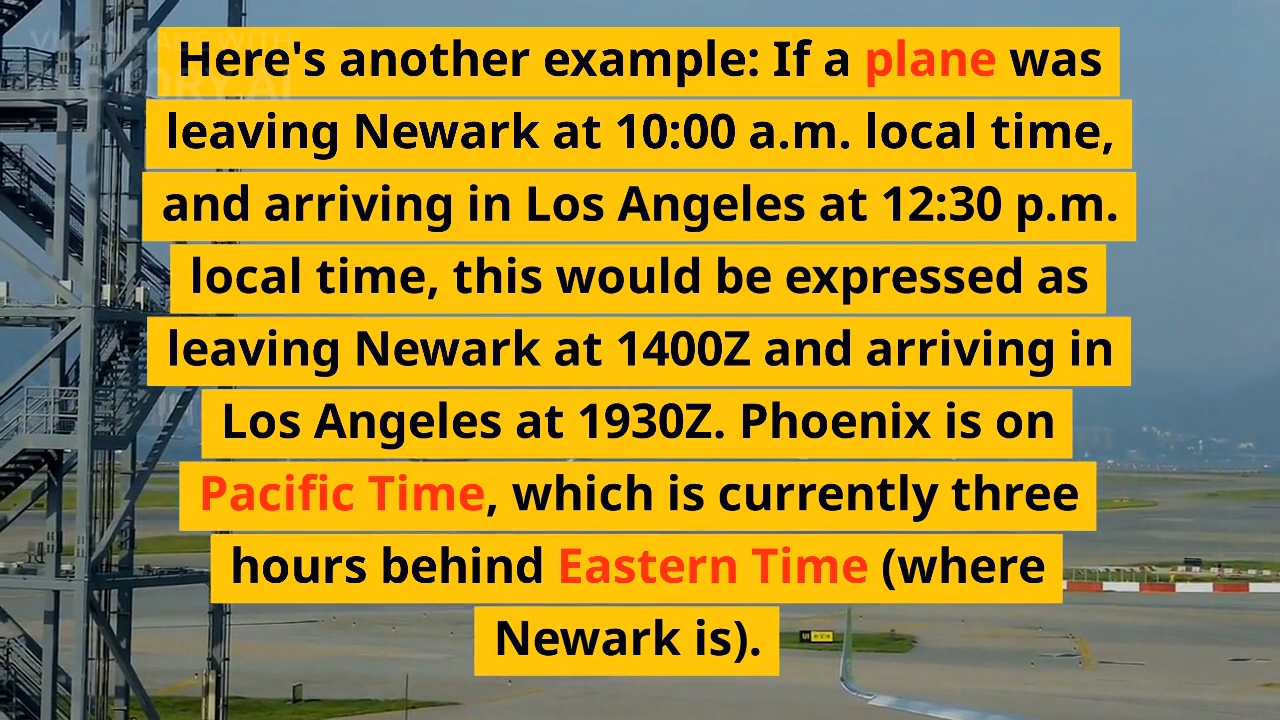 Here's another example: If a plane was
leaving Newark at 10:00 a.m. local time,
and arriving in Los Angeles at 12:30 p.m.
local time, this would be expressed as
leaving Newark at 1400Z and arriving in
Los Angeles at 1930Z. Phoenix is on
Pacific Time, which is currently three
hours behind Eastern Time (where
Newark is).